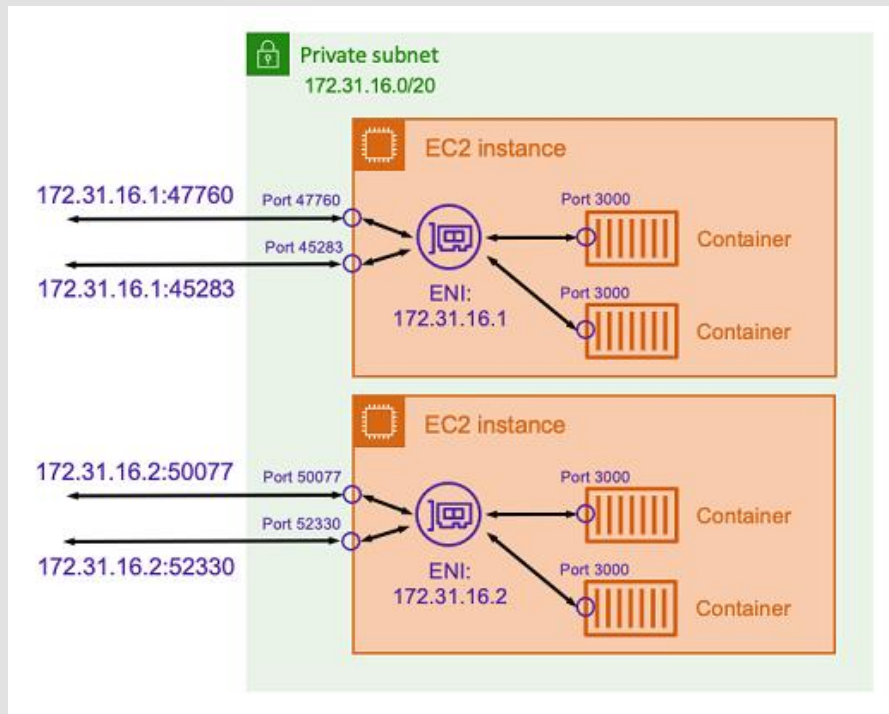 Private subnet
172.31.16.0/20
EC2 instance
172.31.16.1:47760
Port 47760
Port 3000
Container
Port 45283
172.31.16.1:45283
ENI:
172.31.16.1
Port 3000
Container
EC2 instance
172.31.16.2:50077
Port 50077
Port 3000
Container
Port 52330
172.31.16.2:52330
ENI:
172.31.16.2
Port 3000
Container